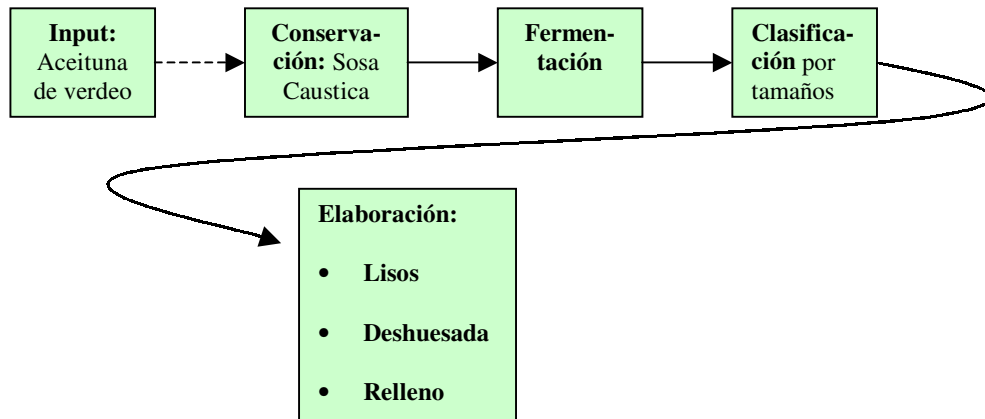 Input:
Aceituna
de verdeo
Conserva-
ción: Sosa
Caustica
Fermen-
tación
Clasifica-
ción por
tamaños
Elaboración:
• Lisos
• Deshuesada
• Relleno